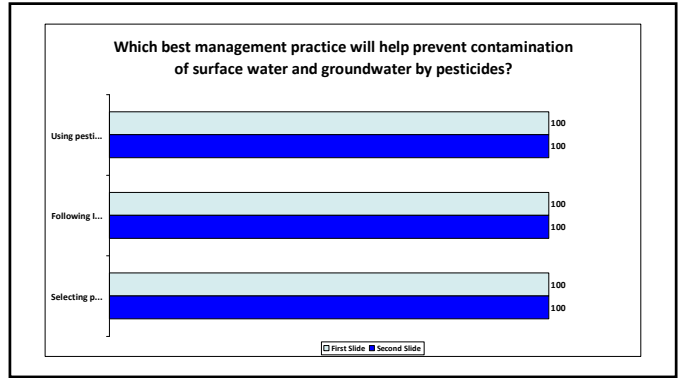 Which best management practice will help prevent contamination
of surface water and groundwater by pesticides?
Using pesti...
100
100
Following I...
100
100
Selecting p...
100
100
First Slide Second Slide